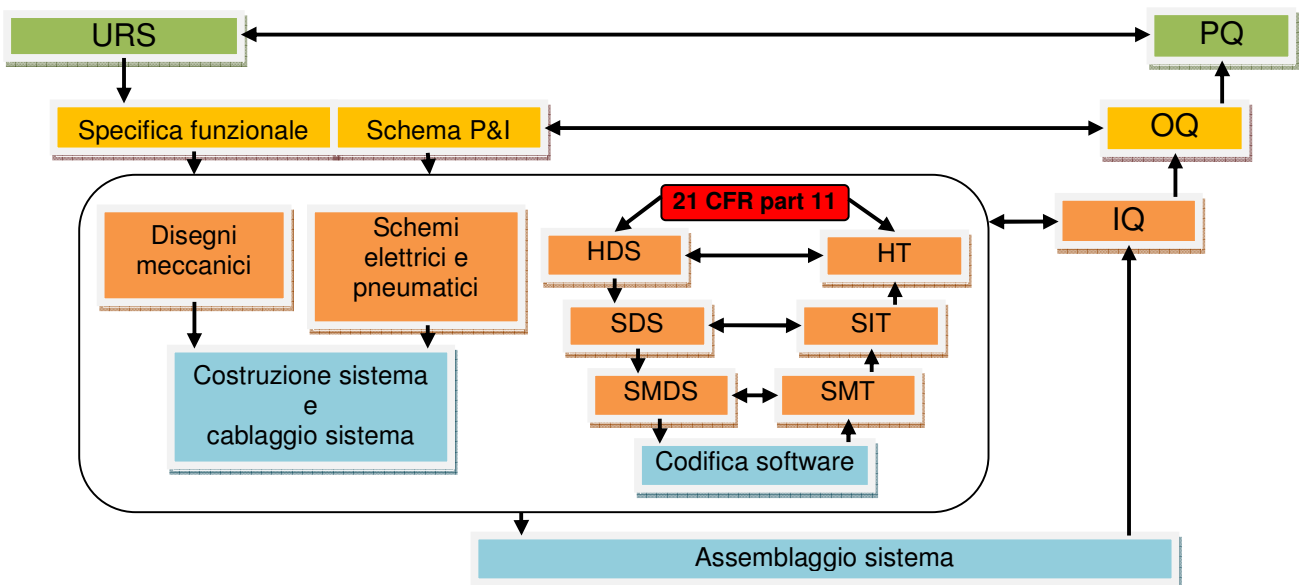 URS
PQ
Specifica funzionale
Schema P&I
OQ
21 CFR part 11
IQ
Disegni
meccanici
Schemi
elettrici e
pneumatici
HDS
HT
SDS
SIT
Costruzione sistema
e
cablaggio sistema
SMDS
SMT
Codifica software
Assemblaggio sistema